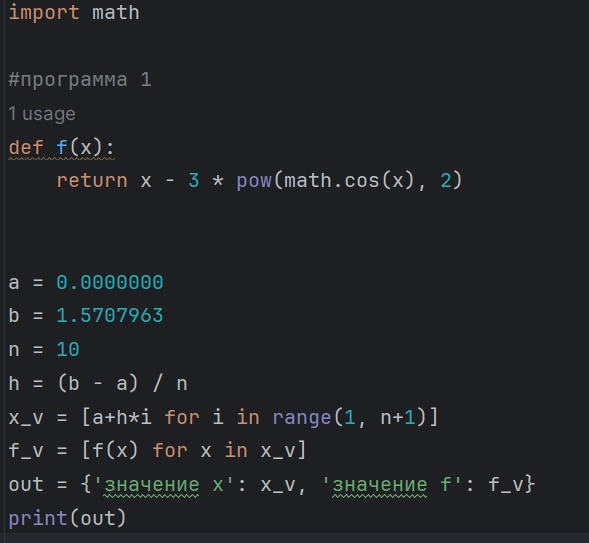 import math
#программа 1
1 usage
def f(x):
    return x - 3 * pow(math.cos(x), 2)
a = 0.0000000
b = 1.5707963
n = 10
h = (b - a) / n
x_v = [a+h*i for i in range(1, n+1)]
f_v = [f(x) for x in x_v]
out = {'значение x': x_v, 'значение f': f_v}
print(out)